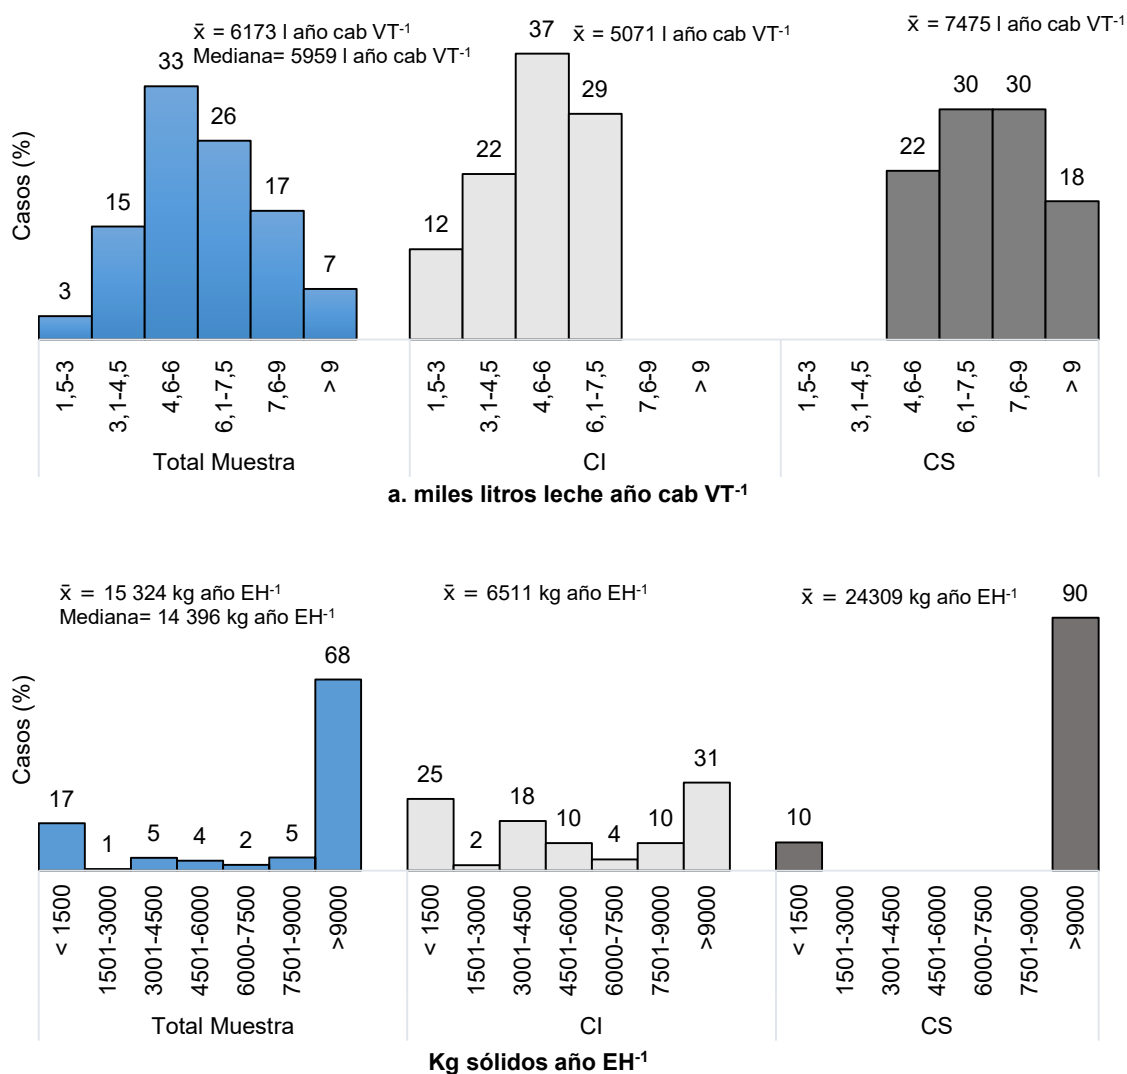 x̄ = 6173 l año cab VT⁻¹
Mediana= 5959 l año cab VT⁻¹
x̄ = 5071 l año cab VT⁻¹
x̄ = 7475 l año cab VT⁻¹
Casos (%)
3 15 33 26 17 7
12 22 37 29
22 30 30 18
1,5-3 3,1-4,5 4,6-6 6,1-7,5 7,6-9 > 9
1,5-3 3,1-4,5 4,6-6 6,1-7,5 7,6-9 > 9
1,5-3 3,1-4,5 4,6-6 6,1-7,5 7,6-9 > 9
Total Muestra CI CS
a. miles litros leche año cab VT⁻¹
x̄ = 15 324 kg año EH⁻¹
Mediana= 14 396 kg año EH⁻¹
x̄ = 6511 kg año EH⁻¹
x̄ = 24309 kg año EH⁻¹
Casos (%)
17 1 5 4 2 5 68
25 2 18 10 4 10 31
10 90
< 1500 1501-3000 3001-4500 4501-6000 6000-7500 7501-9000 >9000
< 1500 1501-3000 3001-4500 4501-6000 6000-7500 7501-9000 >9000
< 1500 1501-3000 3001-4500 4501-6000 6000-7500 7501-9000 >9000
Total Muestra CI CS
Kg sólidos año EH⁻¹